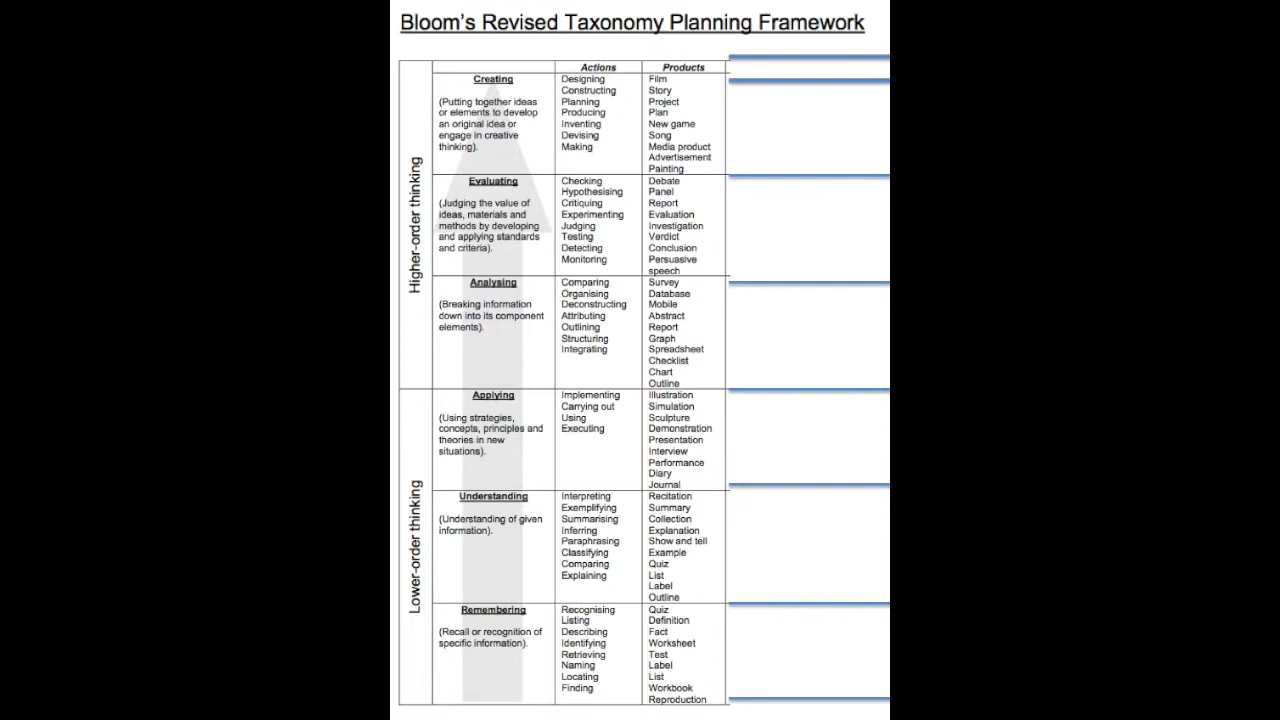 Bloom's Revised Taxonomy Planning Framework
Actions
Products
Higher-order thinking
Creating
(Putting together ideas
or elements to develop
an original idea or
engage in creative
thinking).
Designing
Constructing
Planning
Producing
Inventing
Devising
Making
Film
Story
Project
Plan
New game
Song
Media product
Advertisement
Painting
Evaluating
(Judging the value of
ideas, materials and
methods by developing
and applying standards
and criteria).
Checking
Hypothesising
Critiquing
Experimenting
Judging
Testing
Detecting
Monitoring
Debate
Panel
Report
Evaluation
Investigation
Verdict
Conclusion
Persuasive
speech
Analysing
(Breaking information
down into its component
elements).
Comparing
Organising
Deconstructing
Attributing
Outlining
Structuring
Integrating
Survey
Database
Mobile
Abstract
Report
Graph
Spreadsheet
Checklist
Chart
Outline
Lower-order thinking
Applying
(Using strategies,
concepts, principles and
theories in new
situations).
Implementing
Carrying out
Using
Executing
Illustration
Simulation
Sculpture
Demonstration
Presentation
Interview
Performance
Diary
Journal
Understanding
(Understanding of given
information).
Interpreting
Exemplifying
Summarising
Inferring
Paraphrasing
Classifying
Comparing
Explaining
Recitation
Summary
Collection
Explanation
Show and tell
Example
Quiz
List
Label
Outline
Remembering
(Recall or recognition of
specific information).
Recognising
Listing
Describing
Identifying
Retrieving
Naming
Locating
Finding
Quiz
Definition
Fact
Worksheet
Test
Label
List
Workbook
Reproduction